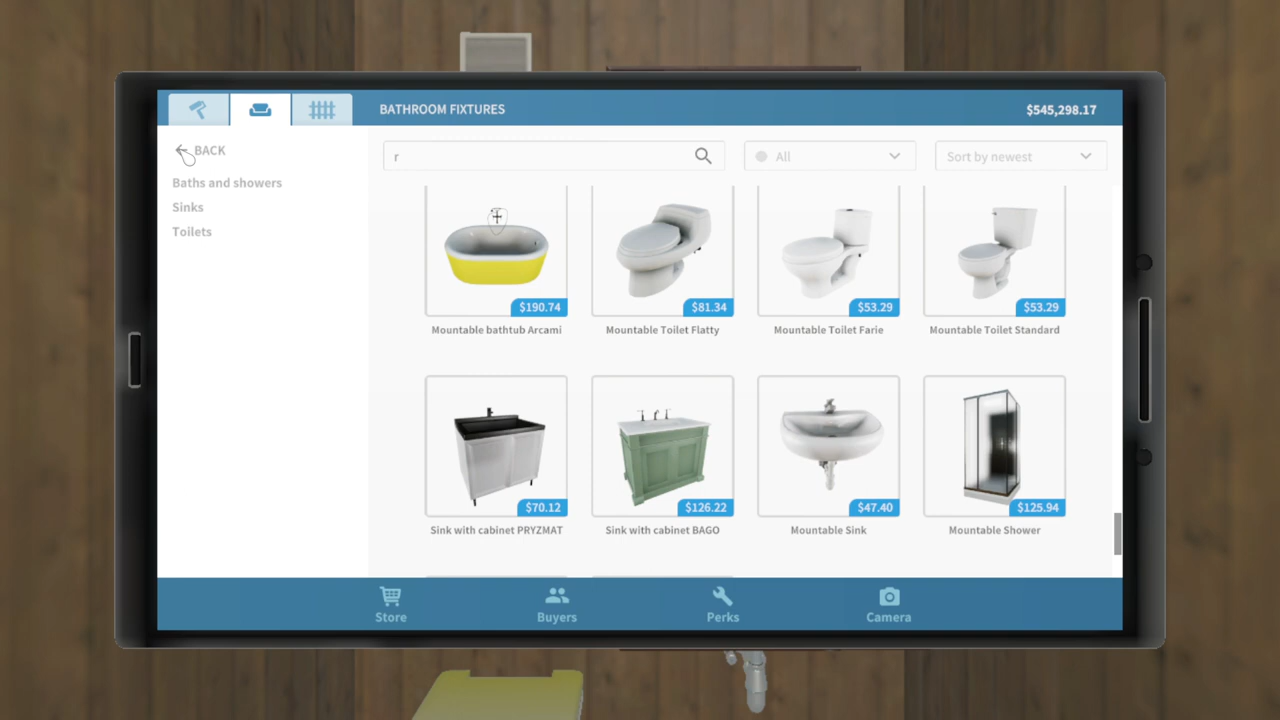 BATHROOM FIXTURES
$545,298.17
BACK
Baths and showers
Sinks
Toilets
r
All
Sort by newest
$190.74
$81.34
$53.29
$53.29
Mountable bathtub Arcami
Mountable Toilet Flatty
Mountable Toilet Farie
Mountable Toilet Standard
$70.12
$126.22
$47.40
$125.94
Sink with cabinet PRYZMAT
Sink with cabinet BAGO
Mountable Sink
Mountable Shower
Store
Buyers
Perks
Camera